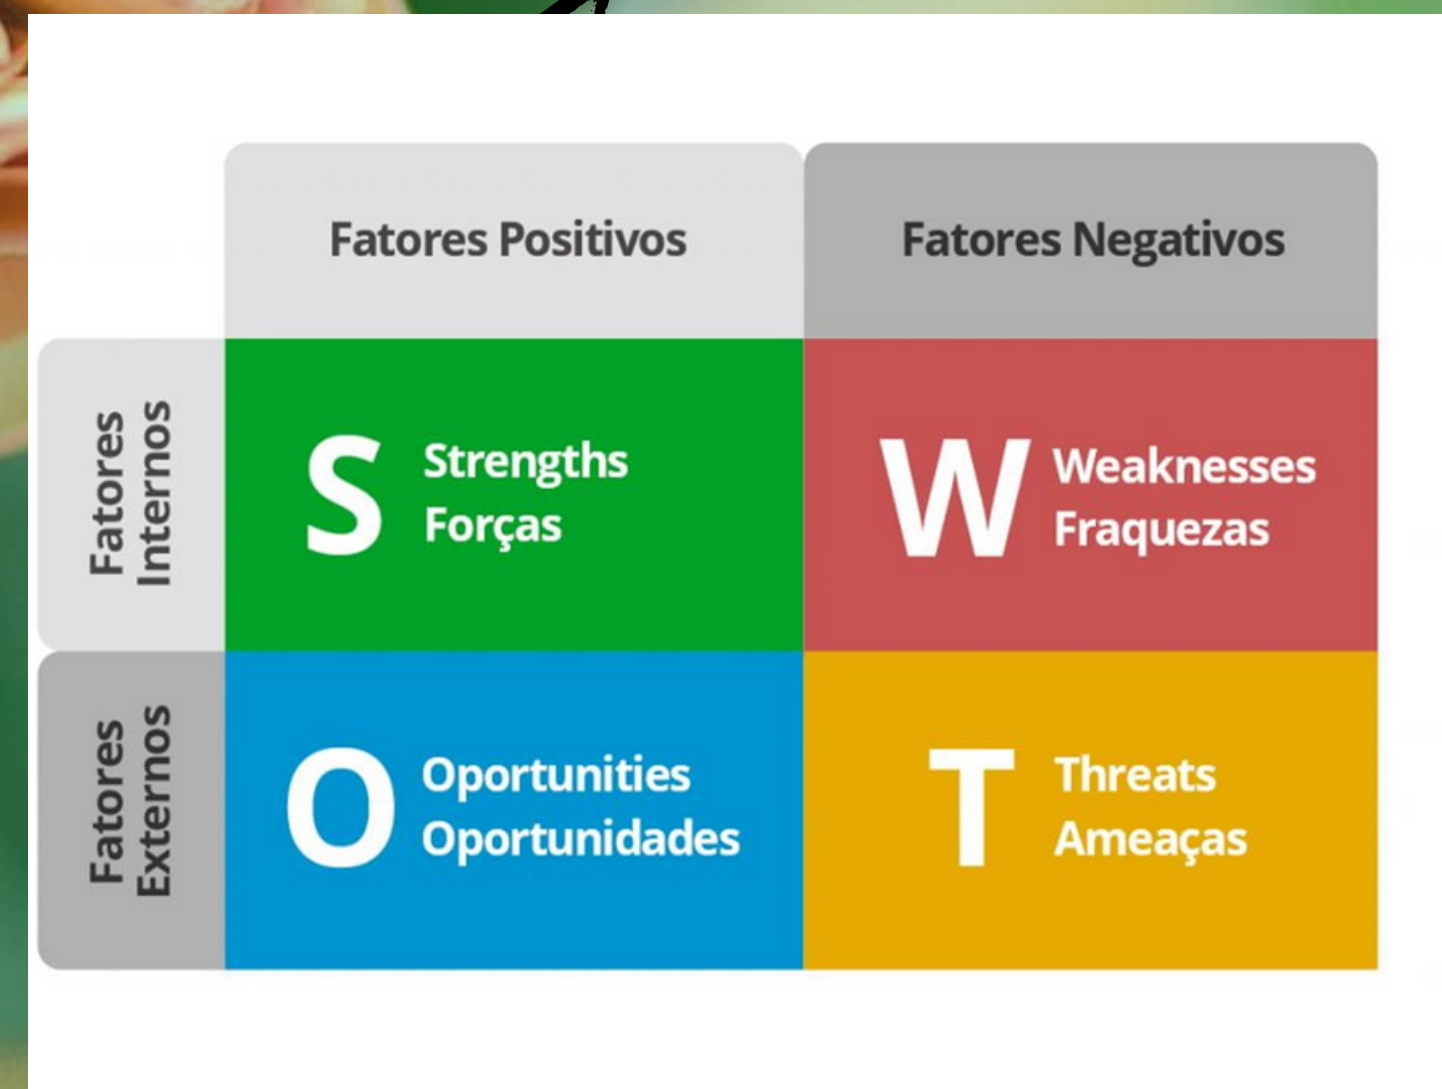 Fatores Positivos
Fatores Negativos
Fatores
Internos
S
Strengths
Forças
W
Weaknesses
Fraquezas
Fatores
Externos
O
Oportunities
Oportunidades
T
Threats
Ameaças